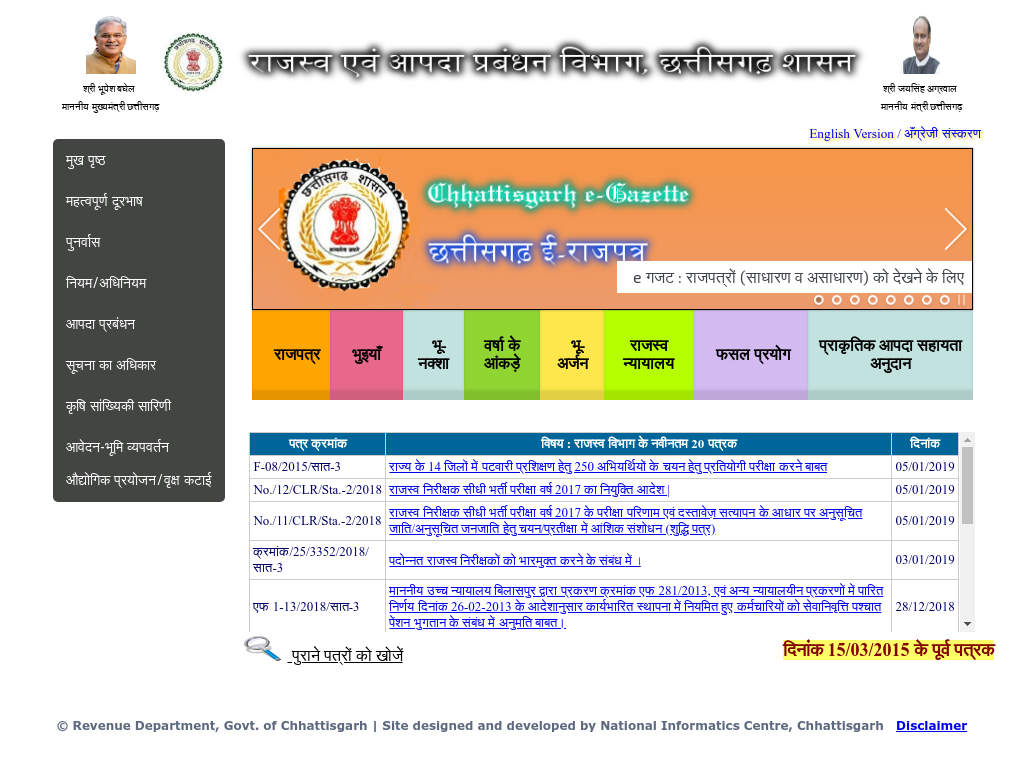 राजस्व एवं आपदा प्रबंधन विभाग, छत्तीसगढ़ शासन
श्री भूपेश बघेल
माननीय मुख्यमंत्री छत्तीसगढ़
श्री जयसिंह अग्रवाल
माननीय मंत्री छत्तीसगढ़
English Version / अँग्रेजी संस्करण
मुख पृष्ठ
महत्वपूर्ण दूरभाष
पुनर्वास
नियम/अधिनियम
आपदा प्रबंधन
सूचना का अधिकार
कृषि सांख्यिकी सारिणी
आवेदन-भूमि व्यपवर्तन
औद्योगिक प्रयोजन/वृक्ष कटाई
छत्तीसगढ़ शासन
Chhattisgarh e-Gazette
छत्तीसगढ़ ई-राजपत्र
e गजट : राजपत्रों (साधारण व असाधारण) को देखने के लिए
राजपत्र
भुइयाँ
भू-
नक्शा
वर्षा के
आंकड़े
भू-
अर्जन
राजस्व
न्यायालय
फसल प्रयोग
प्राकृतिक आपदा सहायता
अनुदान
पत्र क्रमांक विषय : राजस्व विभाग के नवीनतम 20 पत्रक दिनांक
F-08/2015/सात-3 राज्य के 14 जिलों में पटवारी प्रशिक्षण हेतु 250 अभियर्थियो के चयन हेतु प्रतियोगी परीक्षा करने बाबत 05/01/2019
No./12/CLR/Sta.-2/2018 राजस्व निरीक्षक सीधी भर्ती परीक्षा वर्ष 2017 का नियुक्ति आदेश | 05/01/2019
No./11/CLR/Sta.-2/2018 राजस्व निरीक्षक सीधी भर्ती परीक्षा वर्ष 2017 के परीक्षा परिणाम एवं दस्तावेज़ सत्यापन के आधार पर अनुसूचित
जाति/अनुसूचित जनजाति हेतु चयन/प्रतीक्षा में आंशिक संशोधन (शुद्धि पत्र) 05/01/2019
क्रमांक/25/3352/2018/
सात-3 पदोन्नत राजस्व निरीक्षकों को भारमुक्त करने के संबंध में । 03/01/2019
एफ 1-13/2018/सात-3 माननीय उच्च न्यायालय बिलासपुर द्वारा प्रकरण क्रमांक एफ 281/2013, एवं अन्य न्यायालयीन प्रकरणों में पारित
निर्णय दिनांक 26-02-2013 के आदेशानुसार कार्यभारित स्थापना में नियमित हुए कर्मचारियों को सेवानिवृत्ति पश्चात
पेंशन भुगतान के संबंध में अनुमति बाबत। 28/12/2018
पुराने पत्रों को खोजें
दिनांक 15/03/2015 के पूर्व पत्रक
© Revenue Department, Govt. of Chhattisgarh | Site designed and developed by National Informatics Centre, Chhattisgarh Disclaimer